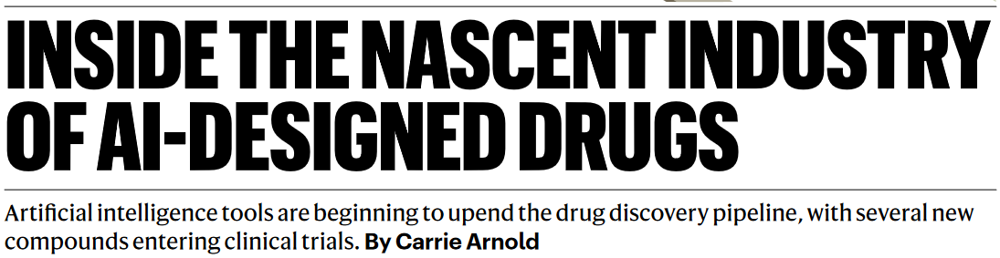 INSIDE THE NASCENT INDUSTRY
OF AI-DESIGNED DRUGS
Artificial intelligence tools are beginning to upend the drug discovery pipeline, with several new
compounds entering clinical trials. By Carrie Arnold